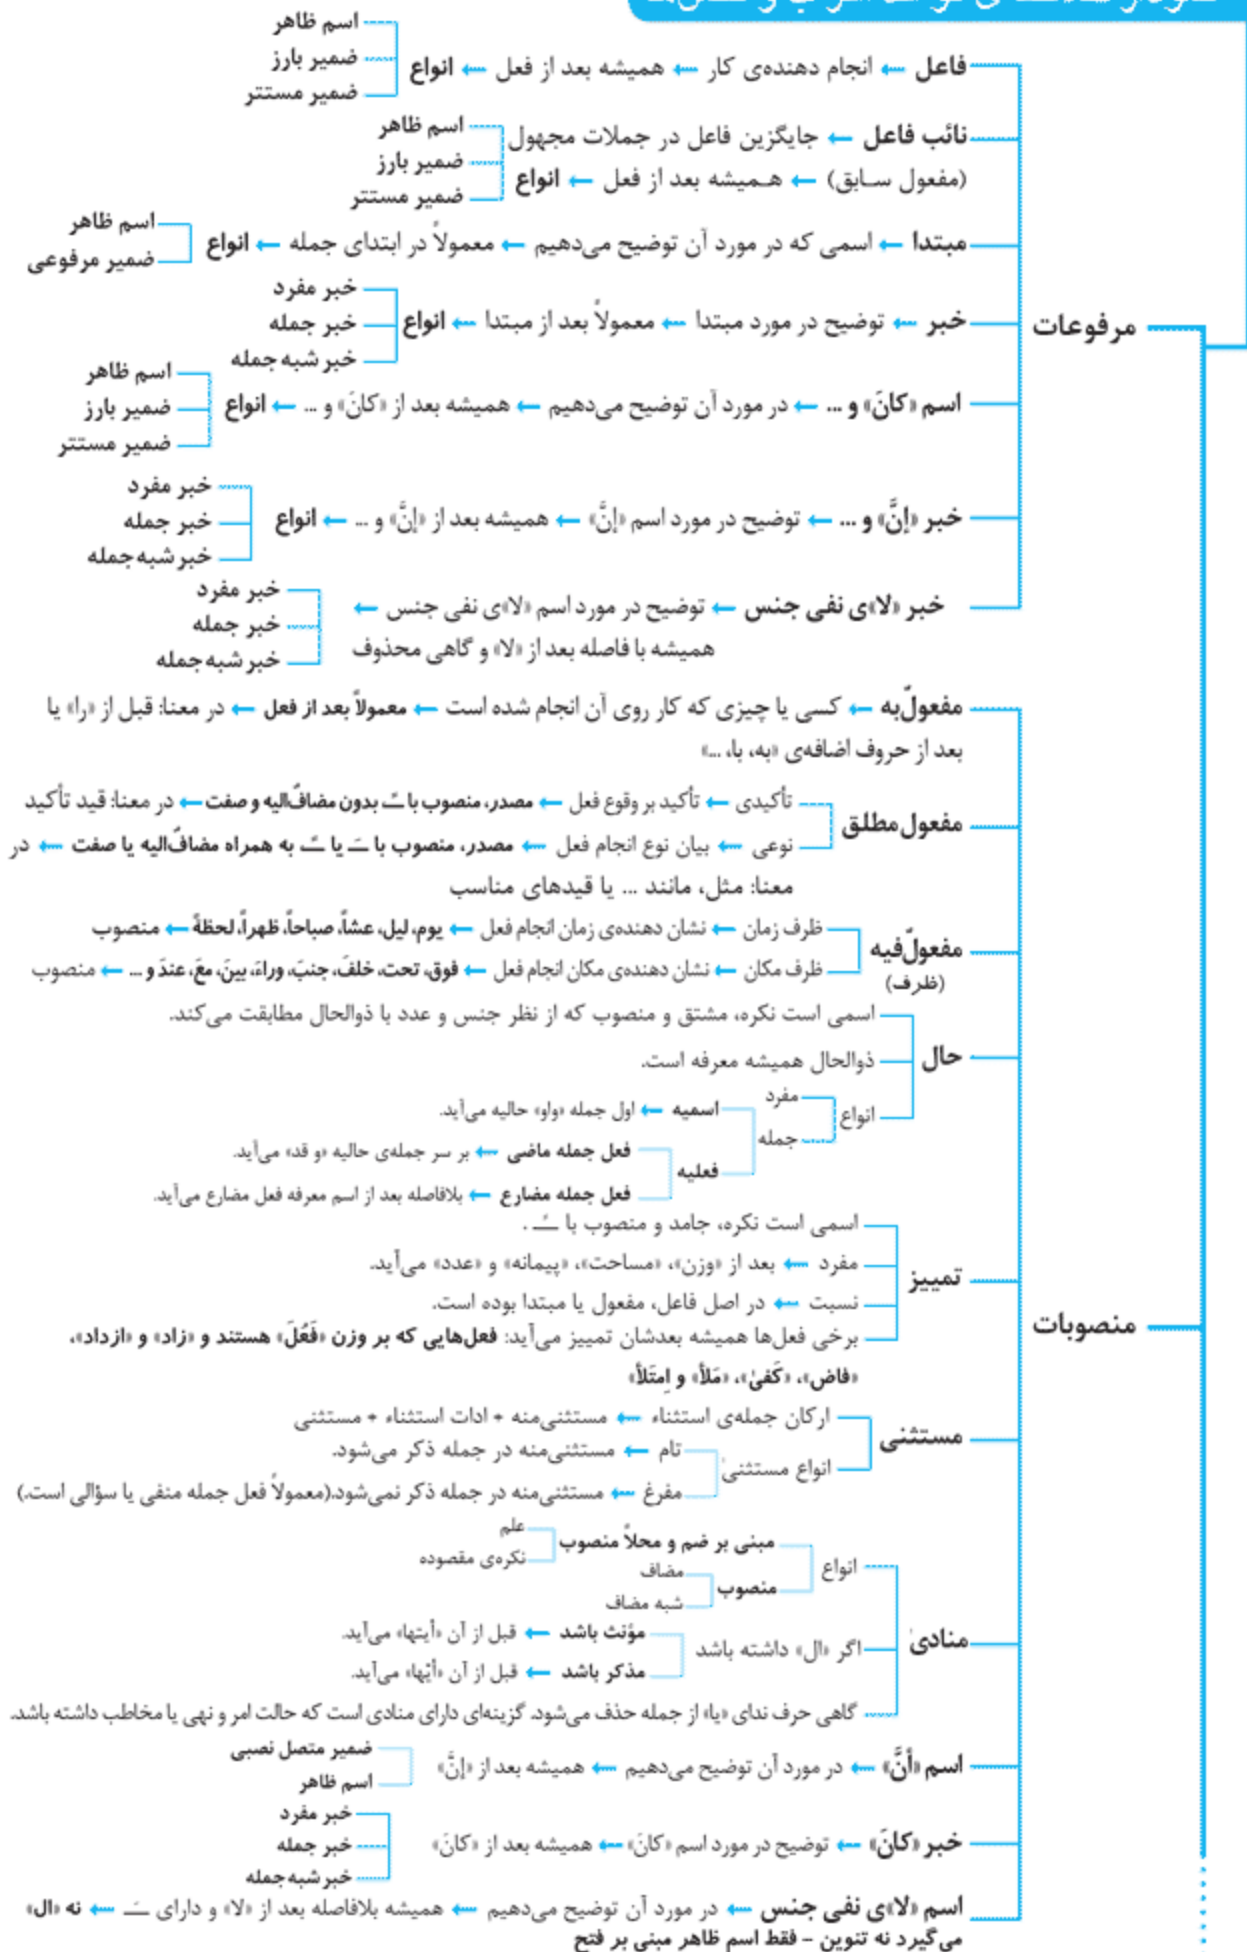 فاعل ← انجام دهنده‌ی کار ← همیشه بعد از فعل ← انواع
اسم ظاهر
ضمیر بارز
ضمیر مستتر
نائب فاعل ← جایگزین فاعل در جملات مجهول
(مفعول سـابق) ← هـمیشه بعد از فعل ← انواع
اسم ظاهر
ضمیر بارز
ضمیر مستتر
مرفوعات
مبتدا ← اسمی که در مورد آن توضیح می‌دهیم ← معمولاً در ابتدای جمله ← انواع
اسم ظاهر
ضمیر مرفوعی
خبر ← توضیح در مورد مبتدا ← معمولاً بعد از مبتدا ← انواع
خبر مفرد
خبر جمله
خبر شبه جمله
اسم «کانَ» و ... ← در مورد آن توضیح می‌دهیم ← همیشه بعد از «کانَ» و ... ← انواع
اسم ظاهر
ضمیر بارز
ضمیر مستتر
خبر «إنَّ» و ... ← توضیح در مورد اسم «إنَّ» ← همیشه بعد از «إنَّ» و ... ← انواع
خبر مفرد
خبر جمله
خبر شبه جمله
خبر «لا»ی نفی جنس ← توضیح در مورد اسم «لا»ی نفی جنس ←
همیشه با فاصله بعد از «لا» و گاهی محذوف
خبر مفرد
خبر جمله
خبر شبه جمله
مفعولٌ‌به ← کسی یا چیزی که کار روی آن انجام شده است ← معمولاً بعد از فعل ← در معنا: قبل از «را» یا
بعد از حروف اضافه‌ی «به، با، ...»
مفعول مطلق
تأکیدی ← تأکید بر وقوع فعل ← مصدر، منصوب با ـًـ بدون مضافٌ‌الیه و صفت ← در معنا: قید تأکید
نوعی ← بیان نوع انجام فعل ← مصدر، منصوب با ـَـ یا ـًـ به همراه مضافٌ‌الیه یا صفت ← در
معنا: مثل، مانند ... یا قیدهای مناسب
مفعولٌ‌فیه
(ظرف)
ظرف زمان ← نشان دهنده‌ی زمان انجام فعل ← یوم، لیل، عشاً، صباحاً، ظهراً، لحظةً ← منصوب
ظرف مکان ← نشان دهنده‌ی مکان انجام فعل ← فوق، تحت، خلفَ، جنبَ، وراءَ، بینَ، معَ، عندَ و ... ← منصوب
حال
اسمی است نکره، مشتق و منصوب که از نظر جنس و عدد با ذوالحال مطابقت می‌کند.
ذوالحال همیشه معرفه است.
انواع
مفرد
جمله
اسمیه ← اول جمله «واو» حالیه می‌آید.
فعلیه
فعل جمله ماضی ← بر سر جمله‌ی حالیه «و قد» می‌آید.
فعل جمله مضارع ← بلافاصله بعد از اسم معرفه فعل مضارع می‌آید.
منصوبات
تمییز
اسمی است نکره، جامد و منصوب با ـًـ .
مفرد ← بعد از «وزن»، «مساحت»، «پیمانه» و «عدد» می‌آید.
نسبت ← در اصل فاعل، مفعول یا مبتدا بوده است.
برخی فعل‌ها همیشه بعدشان تمییز می‌آید: فعل‌هایی که بر وزن «فَعُلَ» هستند و «زاد» و «ازداد»،
«فاض»، «کَفیٰ»، «مَلأ» و اِمتَلأ»
مستثنی
ارکان جمله‌ی استثناء ← مستثنی‌منه + ادات استثناء + مستثنی
انواع مستثنیٰ
تام ← مستثنی‌منه در جمله ذکر می‌شود.
مفرغ ← مستثنی‌منه در جمله ذکر نمی‌شود.(معمولاً فعل جمله منفی یا سؤالی است.)
منادیٰ
انواع
مبنی بر ضم و محلاً منصوب
علم
نکره‌ی مقصوده
منصوب
مضاف
شبه مضاف
اگر «ال» داشته باشد
مؤنث باشد ← قبل از آن «أیتها» می‌آید.
مذکر باشد ← قبل از آن «أیّها» می‌آید.
گاهی حرف ندای «یا» از جمله حذف می‌شود. گزینه‌ای دارای منادی است که حالت امر و نهی یا مخاطب داشته باشد.
اسم «أنَّ» ← در مورد آن توضیح می‌دهیم ← همیشه بعد از «إنَّ»
ضمیر متصل نصبی
اسم ظاهر
خبر «کانَ» ← توضیح در مورد اسم «کانَ» ← همیشه بعد از «کانَ»
خبر مفرد
خبر جمله
خبر شبه جمله
اسم «لا»ی نفی جنس ← در مورد آن توضیح می‌دهیم ← همیشه بلافاصله بعد از «لا» و دارای ـَـ ← نه «ال»
می‌گیرد نه تنوین – فقط اسم ظاهر مبنی بر فتح